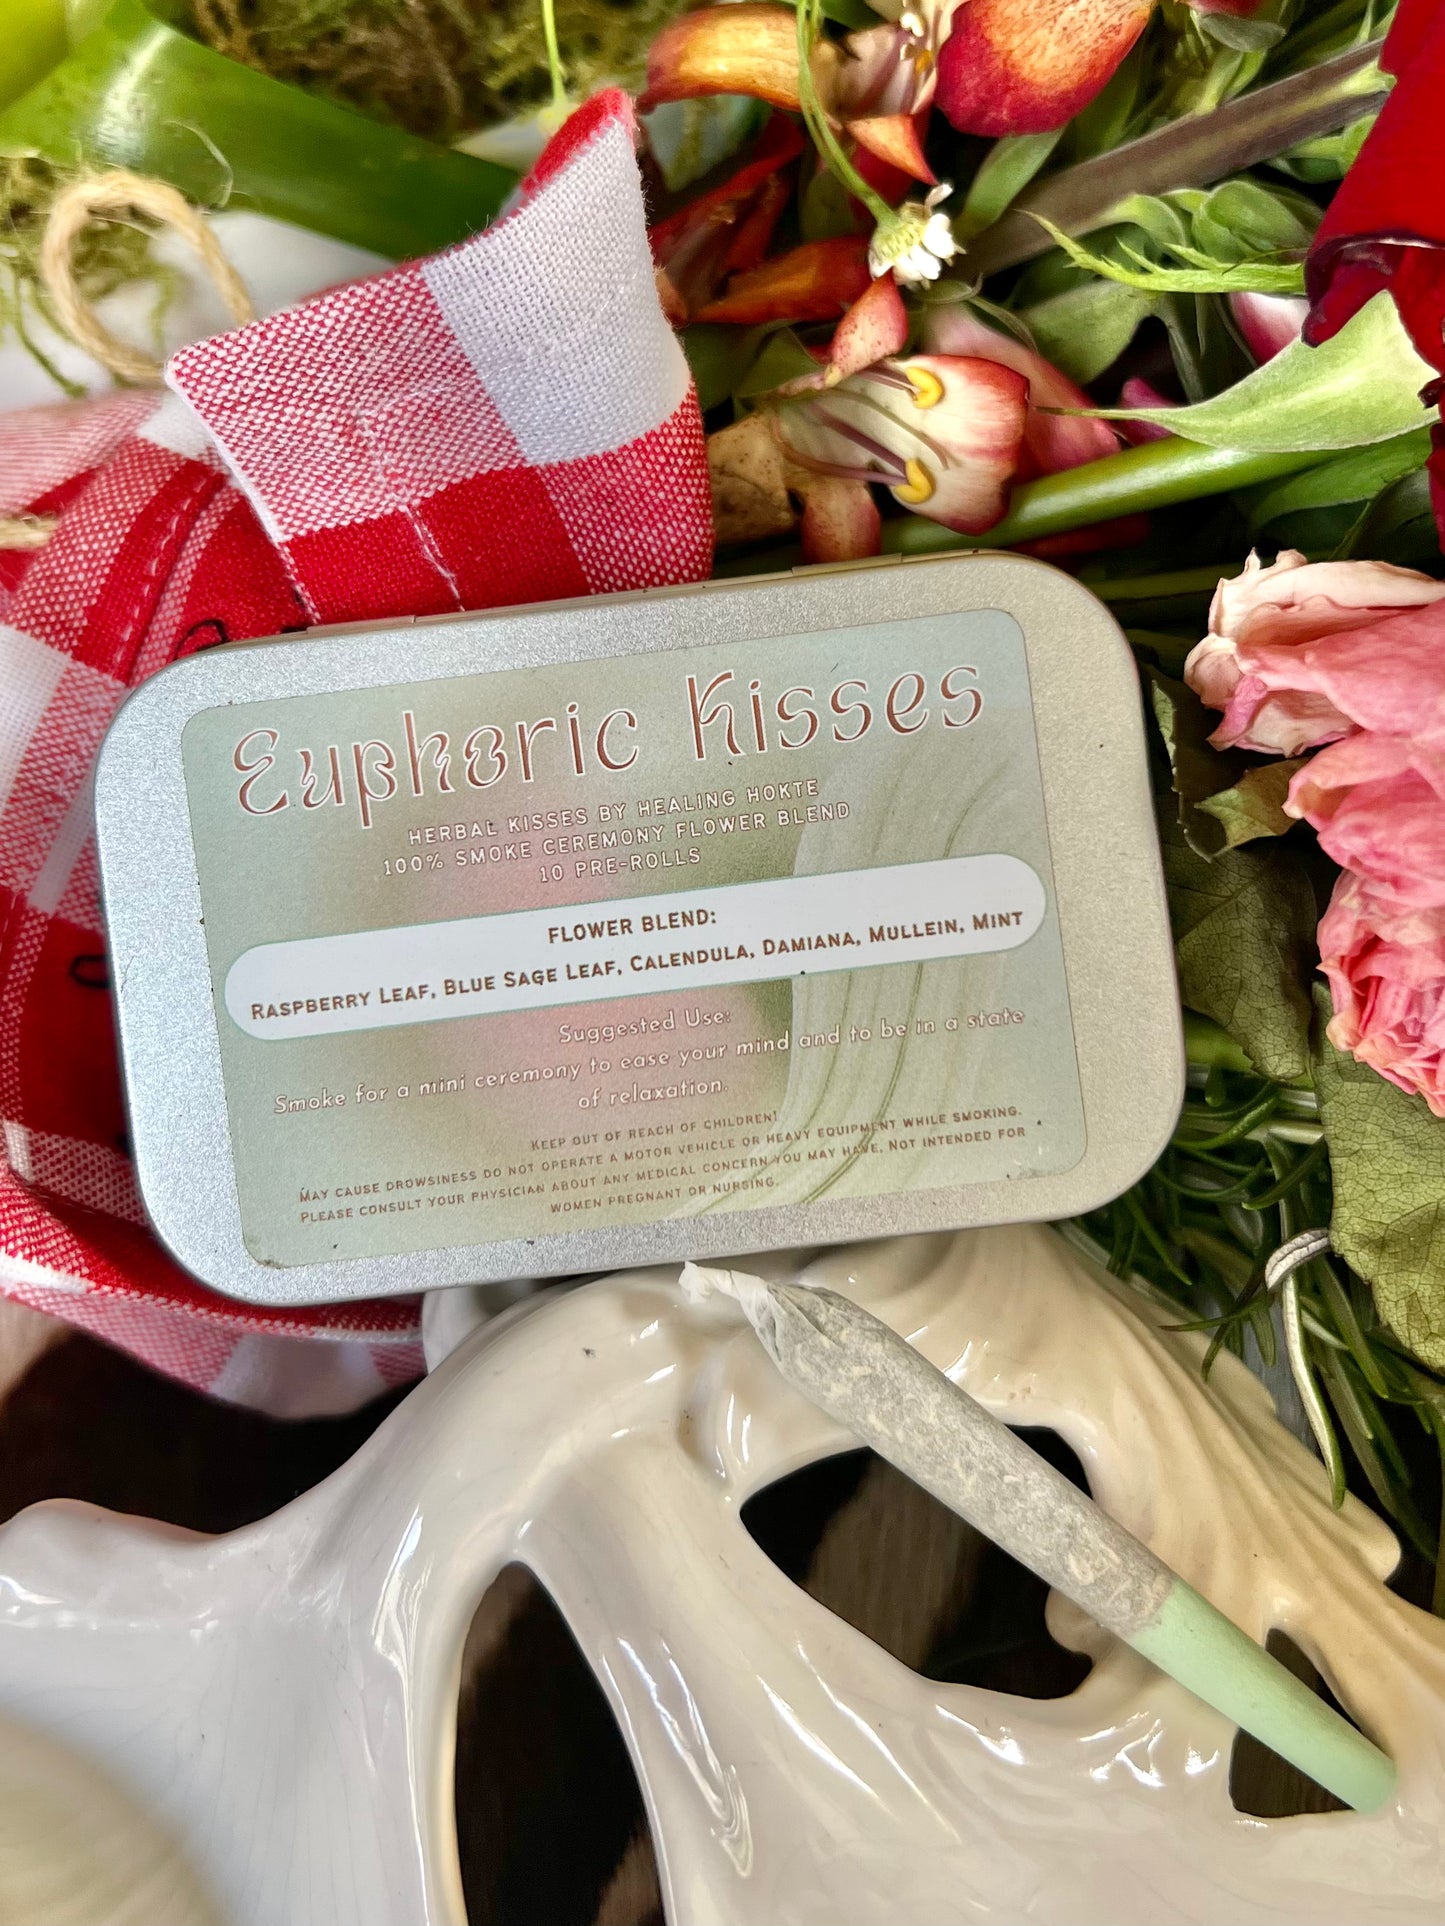 Euphoric Kisses
HERBAL KISSES BY HEALING HOKTE
100% SMOKE CEREMONY FLOWER BLEND
10 PRE-ROLLS
FLOWER BLEND:
RASPBERRY LEAF, BLUE SAGE LEAF, CALENDULA, DAMIANA, MULLEIN, MINT
Suggested Use:
Smoke for a mini ceremony to ease your mind and to be in a state
of relaxation.
KEEP OUT OF REACH OF CHILDREN!
MAY CAUSE DROWSINESS DO NOT OPERATE A MOTOR VEHICLE OR HEAVY EQUIPMENT WHILE SMOKING.
PLEASE CONSULT YOUR PHYSICIAN ABOUT ANY MEDICAL CONCERN YOU MAY HAVE. NOT INTENDED FOR
WOMEN PREGNANT OR NURSING.